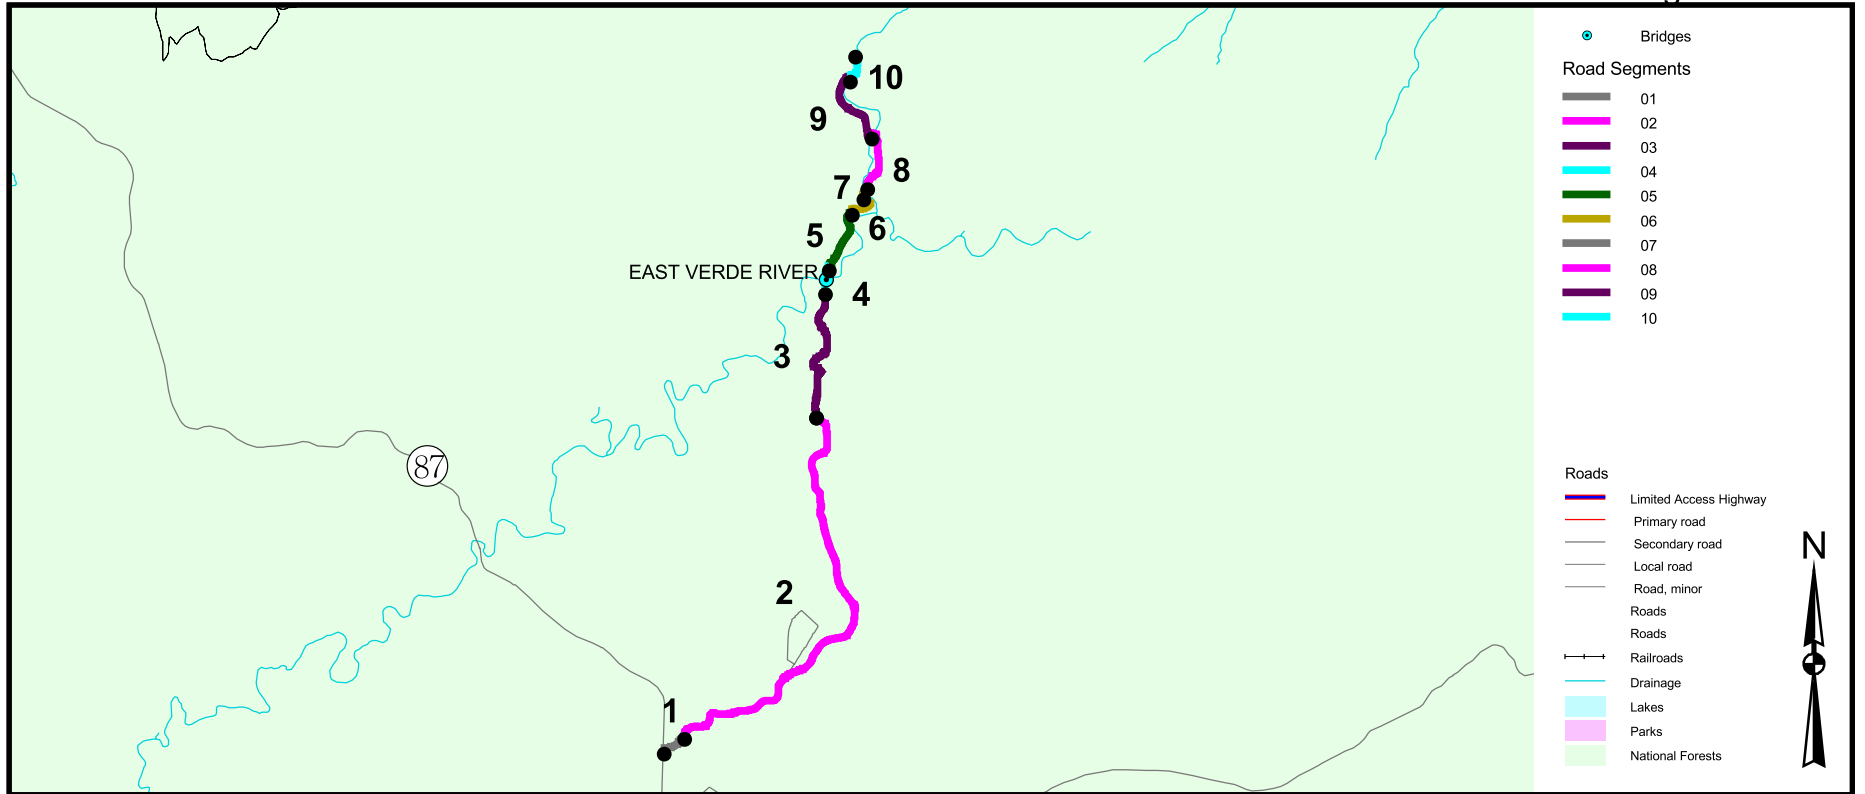 10
9
8
7
6
5
EAST VERDE RIVER
4
3
87
2
1
Bridges
Road Segments
01
02
03
04
05
06
07
08
09
10
Roads
Limited Access Highway
Primary road
Secondary road
Local road
Road, minor
Roads
Roads
Railroads
Drainage
Lakes
Parks
National Forests
N